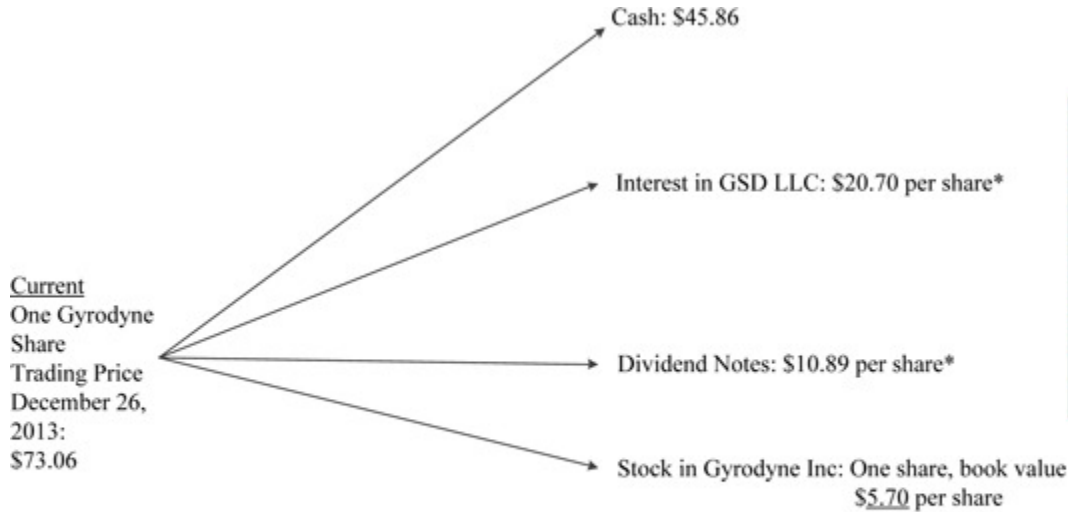 Cash: $45.86
Interest in GSD LLC: $20.70 per share*
Current
One Gyrodyne
Share
Trading Price
December 26,
2013:
$73.06
Dividend Notes: $10.89 per share*
Stock in Gyrodyne Inc: One share, book value
$5.70 per share